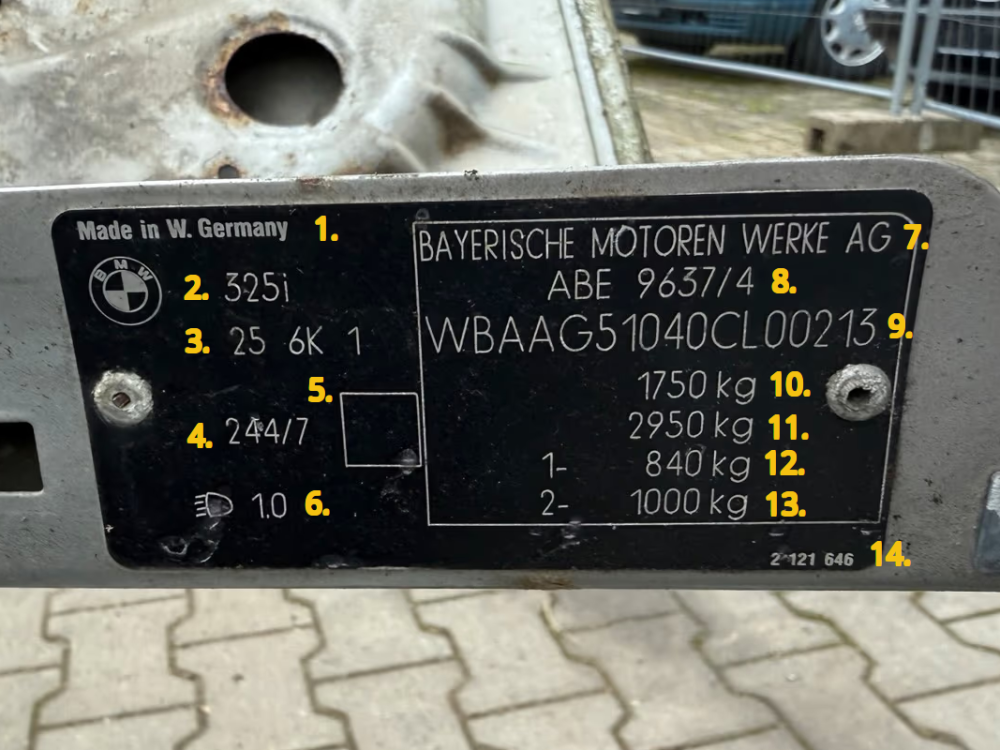 Made in W. Germany 1.
BMW
2. 325i
3. 25 6K 1
5.
4. 244/7
1.0 6.
BAYERISCHE MOTOREN WERKE AG 7.
ABE 9637/4 8.
WBAAG51040CL00213 9.
1750 kg 10.
2950 kg 11.
1- 840 kg 12.
2- 1000 kg 13.
2 121 646 14.